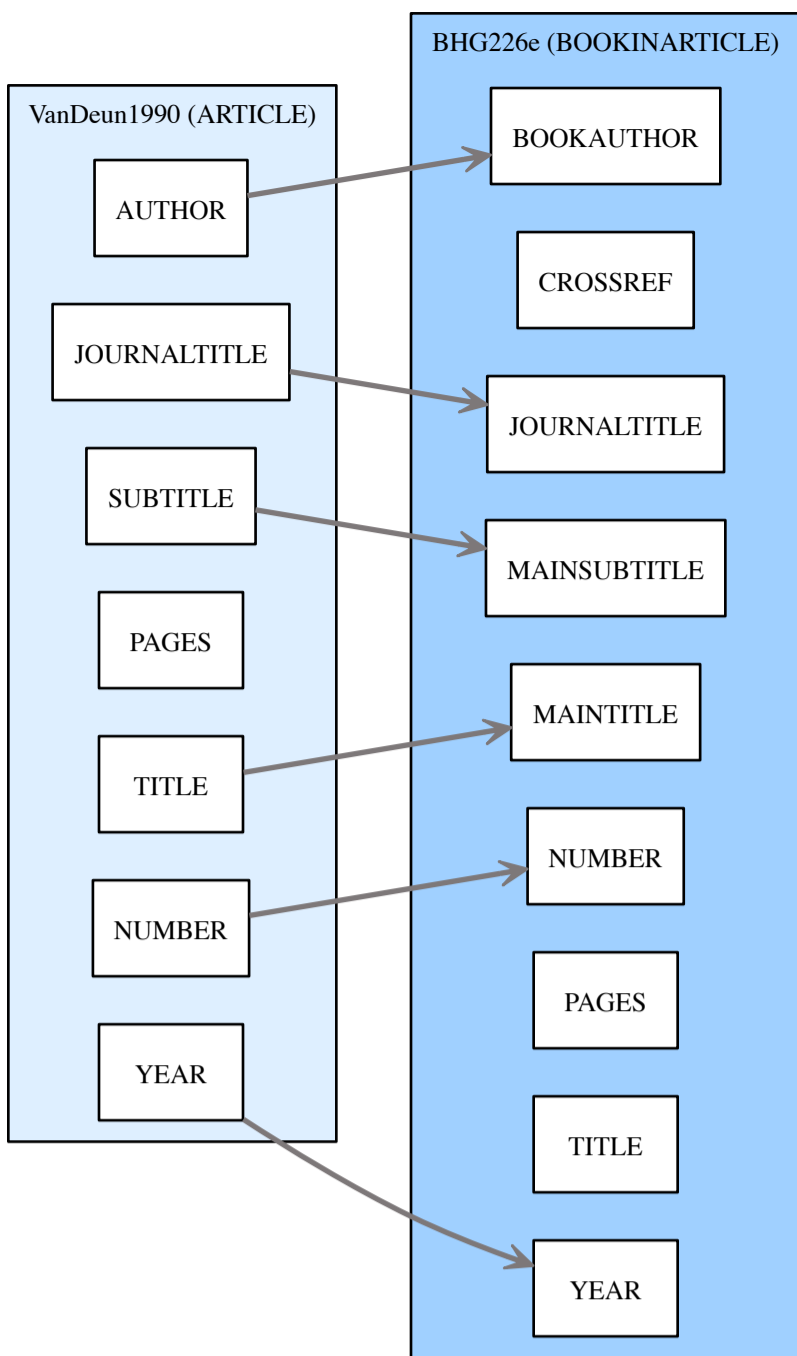 VanDeun1990 (ARTICLE)
AUTHOR
JOURNALTITLE
SUBTITLE
PAGES
TITLE
NUMBER
YEAR
BHG226e (BOOKINARTICLE)
BOOKAUTHOR
CROSSREF
JOURNALTITLE
MAINSUBTITLE
MAINTITLE
NUMBER
PAGES
TITLE
YEAR